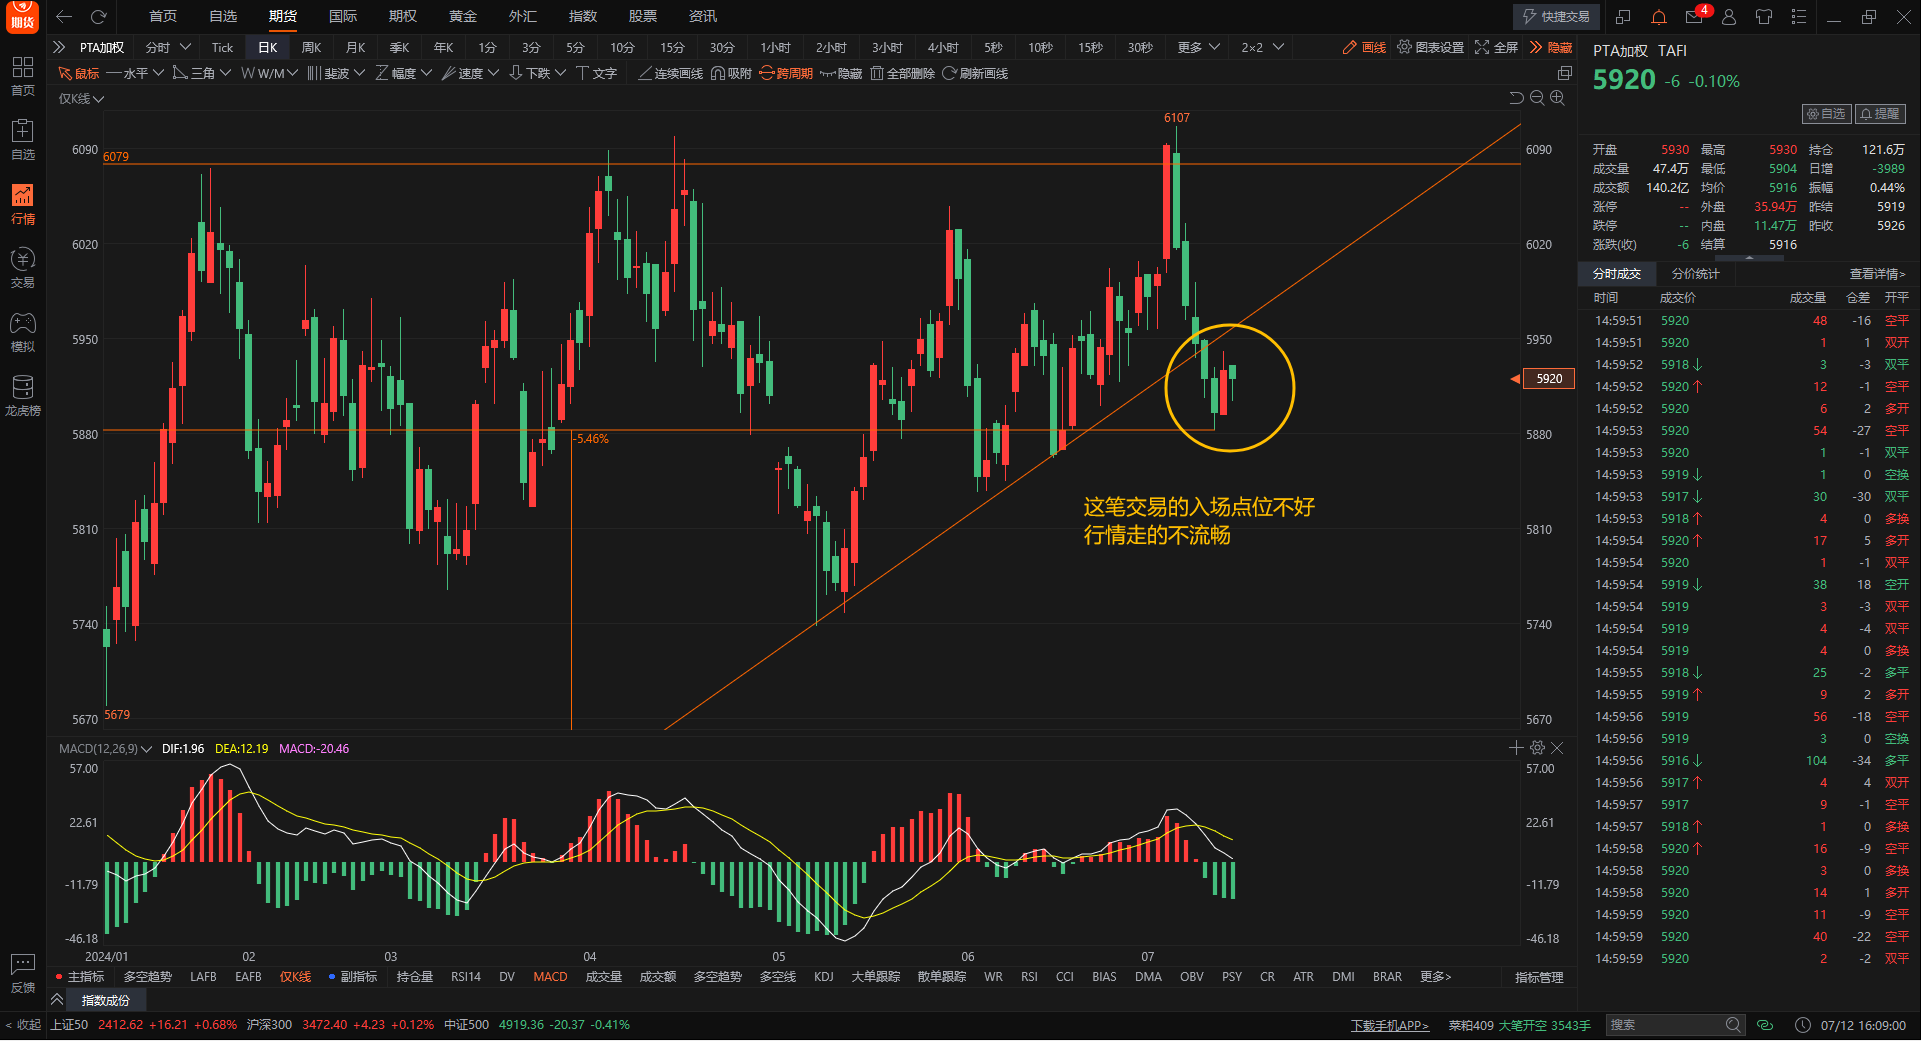 期货
首页 自选 期货 国际 期权 黄金 外汇 指数 股票 资讯
快捷交易 4
PTA加权 分时 Tick 日K 周K 月K 季K 年K 1分 3分 5分 10分 15分 30分 1小时 2小时 3小时 4小时 5秒 10秒 15秒 30秒 更多 2×2 画线 图表设置 全屏 隐藏
鼠标 水平 三角 W/M 斐波 幅度 速度 下跌 文字 连续画线 吸附 跨周期 隐藏 全部删除 刷新画线
仅K线
首页
自选
行情
交易
模拟
龙虎榜
反馈
< 收起
6107
6079
6090 6090
6020 6020
5950 5950
5920
5880 5880
-5.46%
5810 5810
5740 5740
5670 5670
5679
这笔交易的入场点位不好
行情走的不流畅
MACD(12,26,9) DIF:1.96 DEA:12.19 MACD:-20.46
57.00 57.00
22.61 22.61
-11.79 -11.79
-46.18 -46.18
2024/01 02 03 04 05 06 07
主指标 多空趋势 LAFB EAFB 仅K线 副指标 持仓量 RSI14 DV MACD 成交量 成交额 多空趋势 多空线 KDJ 大单跟踪 散单跟踪 WR RSI CCI BIAS DMA OBV PSY CR ATR DMI BRAR 更多> 指标管理
指数成份
上证50 2412.62 +16.21 +0.68% 沪深300 3472.40 +4.23 +0.12% 中证500 4919.36 -20.37 -0.41%
下载手机APP> 菜粕409 大笔开空 3543手 搜索 07/12 16:09:00
PTA加权 TAFI
5920 -6 -0.10%
自选 提醒
开盘 5930 最高 5930 持仓 121.6万
成交量 47.4万 最低 5904 日增 -3989
成交额 140.2亿 均价 5916 振幅 0.44%
涨停 -- 外盘 35.94万 昨结 5919
跌停 -- 内盘 11.47万 昨收 5926
涨跌(收) -6 结算 5916
分时成交 分价统计 查看详情>
时间 成交价 成交量 仓差 开平
14:59:51 5920 48 -16 空平
14:59:51 5920 1 1 双开
14:59:52 5918↓ 3 -3 双平
14:59:52 5920↑ 12 -1 空平
14:59:52 5920 6 2 多开
14:59:53 5920 54 -27 空平
14:59:53 5920 1 -1 双平
14:59:53 5919↓ 1 0 空换
14:59:53 5917↓ 30 -30 双平
14:59:53 5918↑ 4 0 多换
14:59:54 5920↑ 17 5 多开
14:59:54 5920 1 -1 双平
14:59:54 5919↓ 38 18 空开
14:59:54 5919 3 -3 双平
14:59:54 5919 4 -4 双平
14:59:54 5919 4 0 多换
14:59:55 5918↓ 25 -2 多平
14:59:55 5919↑ 9 2 多开
14:59:56 5919 56 -18 空平
14:59:56 5919 3 0 空换
14:59:56 5916↓ 104 -34 多平
14:59:56 5917↑ 4 4 双开
14:59:57 5917 9 -1 空平
14:59:57 5918↑ 1 0 多换
14:59:58 5920↑ 16 -9 空平
14:59:58 5920 3 0 多换
14:59:58 5920 14 1 多开
14:59:59 5920 11 -9 空平
14:59:59 5920 40 -22 空平
14:59:59 5920 2 -2 双平